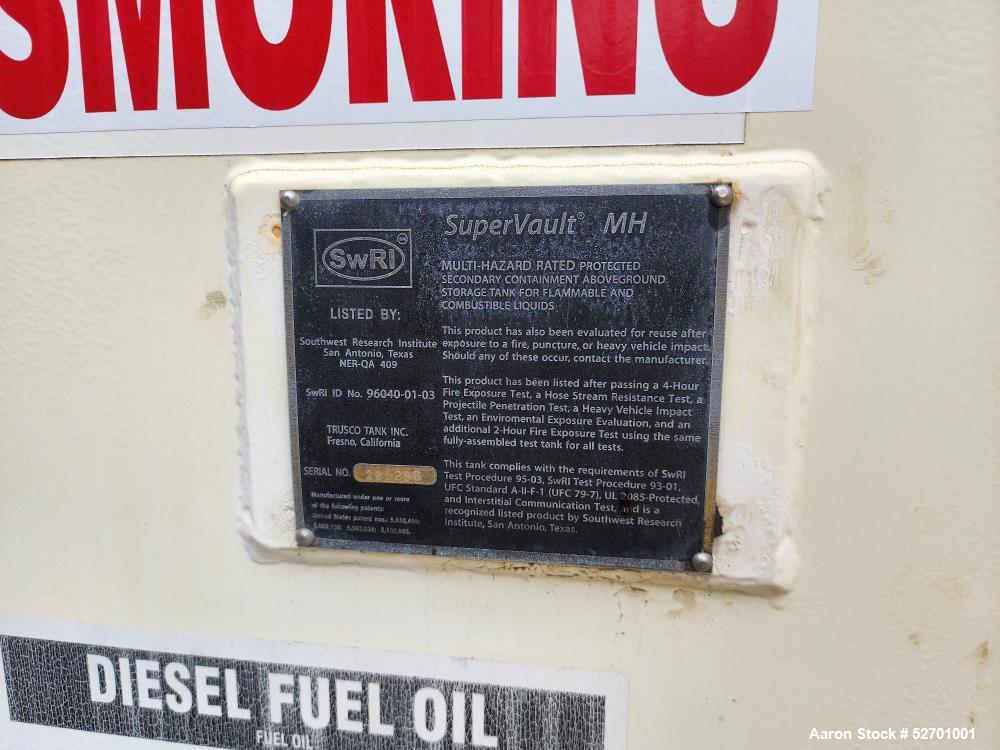 SMOKING
SwRI
SuperVault® MH
MULTI-HAZARD RATED PROTECTED
SECONDARY CONTAINMENT ABOVEGROUND
STORAGE TANK FOR FLAMMABLE AND
COMBUSTIBLE LIQUIDS
LISTED BY:
Southwest Research Institute
San Antonio, Texas
NER-QA 409
SwRI ID No. 96040-01-03
TRUSCO TANK INC.
Fresno, California
SERIAL NO.
Manufactured under one or more
of the following patents:
United States patent nos.: 5,038,450;
This product has also been evaluated for reuse after
exposure to a fire, puncture, or heavy vehicle impact.
Should any of these occur, contact the manufacturer.
This product has been listed after passing a 4-Hour
Fire Exposure Test, a Hose Stream Resistance Test, a
Projectile Penetration Test, a Heavy Vehicle Impact
Test, an Enviromental Exposure Evaluation, and an
additional 2-Hour Fire Exposure Test using the same
fully-assembled test tank for all tests.
This tank complies with the requirements of SwRI
Test Procedure 95-03, SwRI Test Procedure 93-01,
UFC Standard A-II-F-1 (UFC 79-7), UL 2085-Protected,
and Interstitial Communication Test, and is a
recognized listed product by Southwest Research
Institute, San Antonio, Texas.
DIESEL FUEL OIL
FUEL OIL
Aaron Stock # 52701001